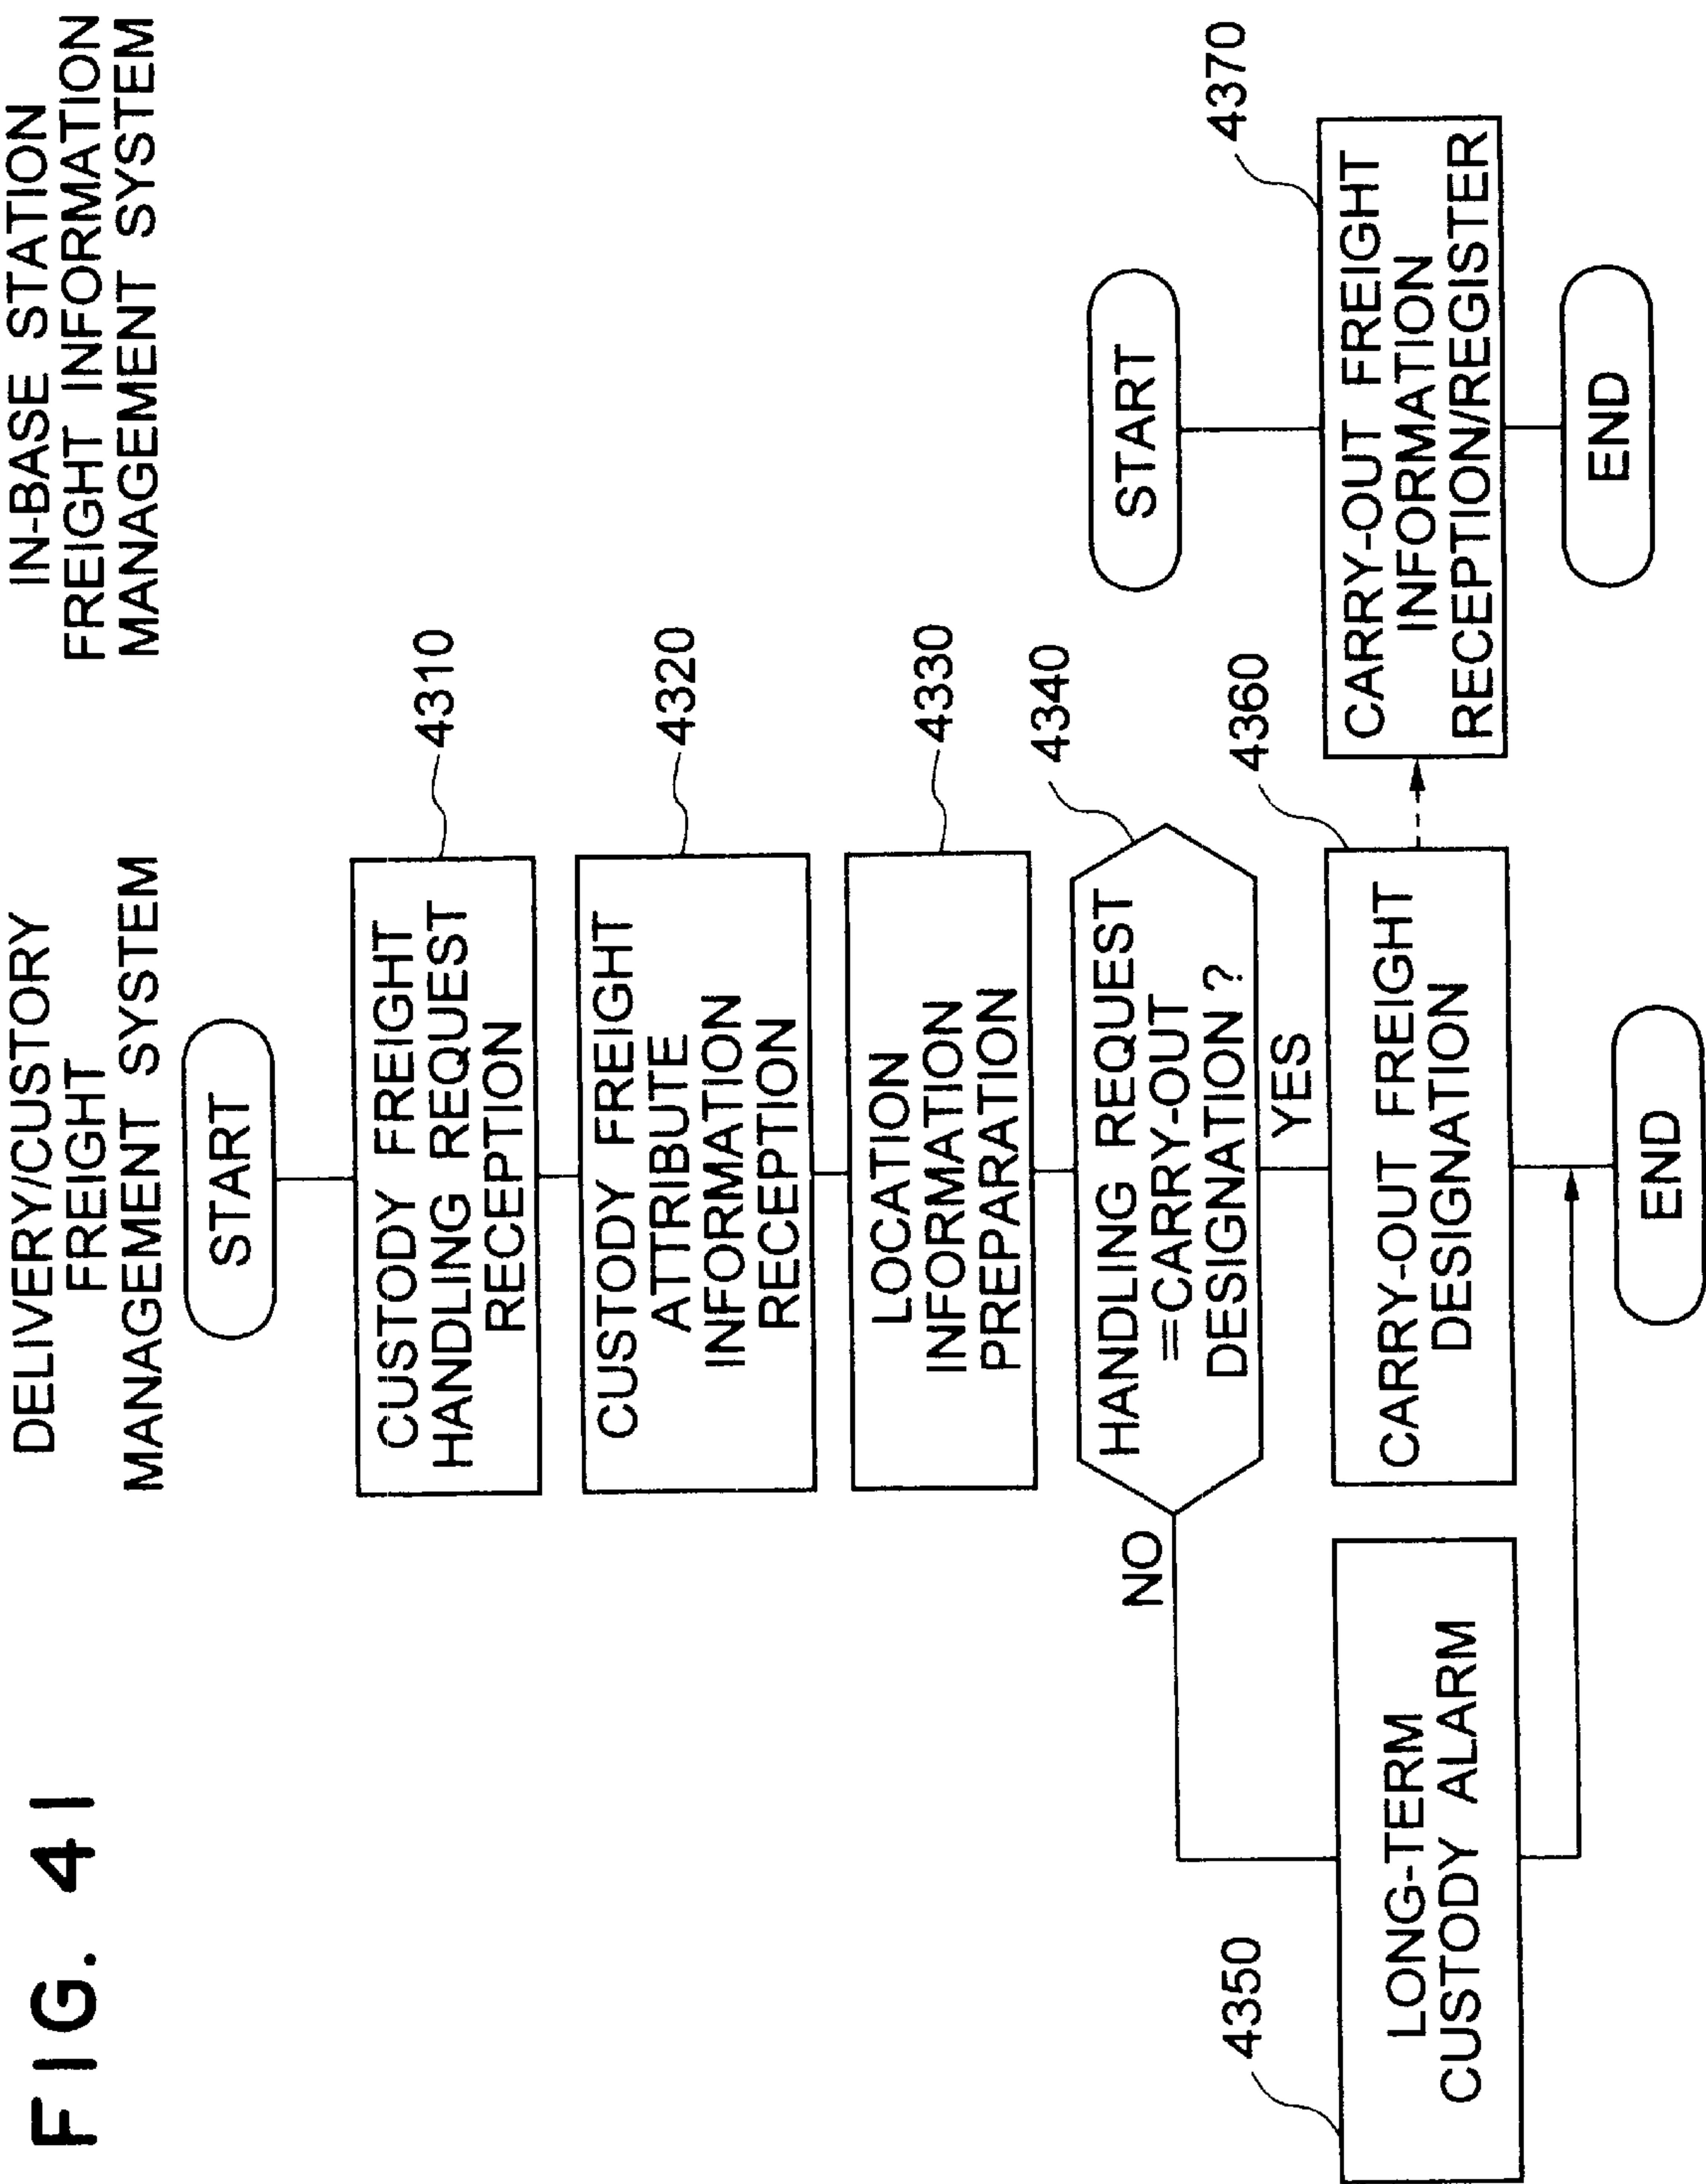 FIG. 41
DELIVERY/CUSTORY
FREIGHT
MANAGEMENT SYSTEM
IN-BASE STATION
FREIGHT INFORMATION
MANAGEMENT SYSTEM
START
CUSTODY FREIGHT
HANDLING REQUEST
RECEPTION
4310
CUSTODY FREIGHT
ATTRIBUTE
INFORMATION
RECEPTION
4320
LOCATION
INFORMATION
PREPARATION
4330
HANDLING REQUEST
=CARRY-OUT
DESIGNATION ?
4340
NO
YES
LONG-TERM
CUSTODY ALARM
4350
CARRY-OUT FREIGHT
DESIGNATION
4360
END
START
CARRY-OUT FREIGHT
INFORMATION
RECEPTION/REGISTER
4370
END